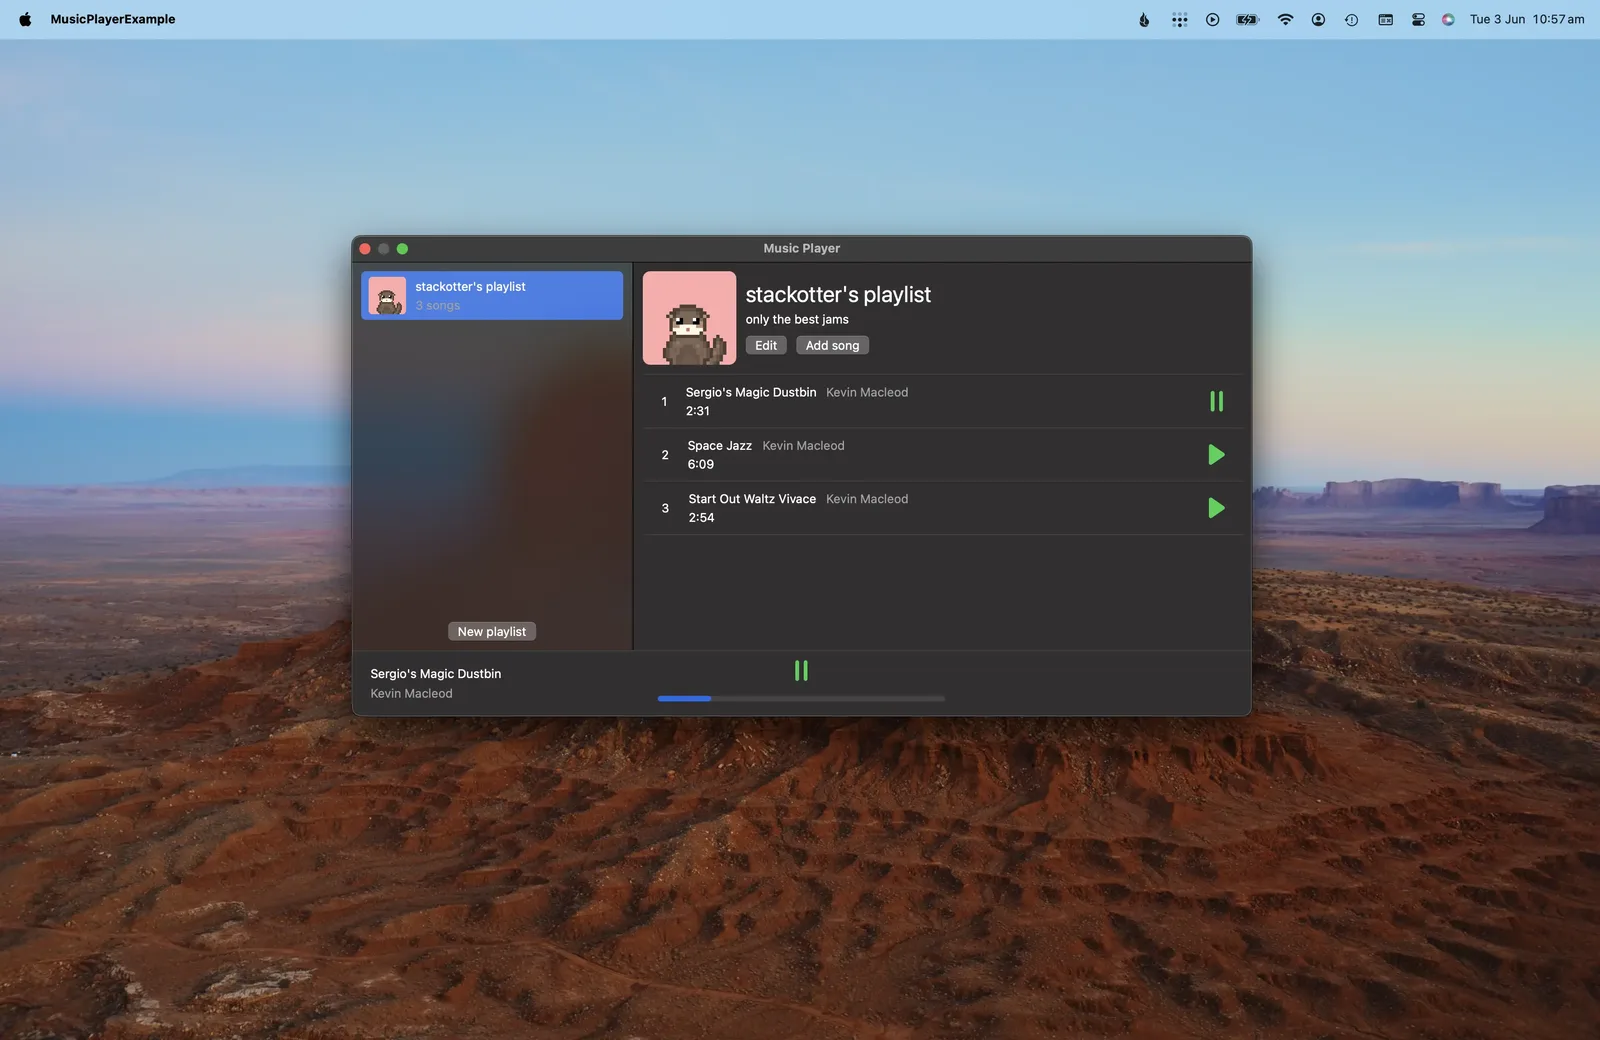 MusicPlayerExample
Tue 3 Jun 10:57 am
Music Player
stackotter's playlist
3 songs
New playlist
stackotter's playlist
only the best jams
Edit Add song
1 Sergio's Magic Dustbin Kevin Macleod
2:31
2 Space Jazz Kevin Macleod
6:09
3 Start Out Waltz Vivace Kevin Macleod
2:54
Sergio's Magic Dustbin
Kevin Macleod